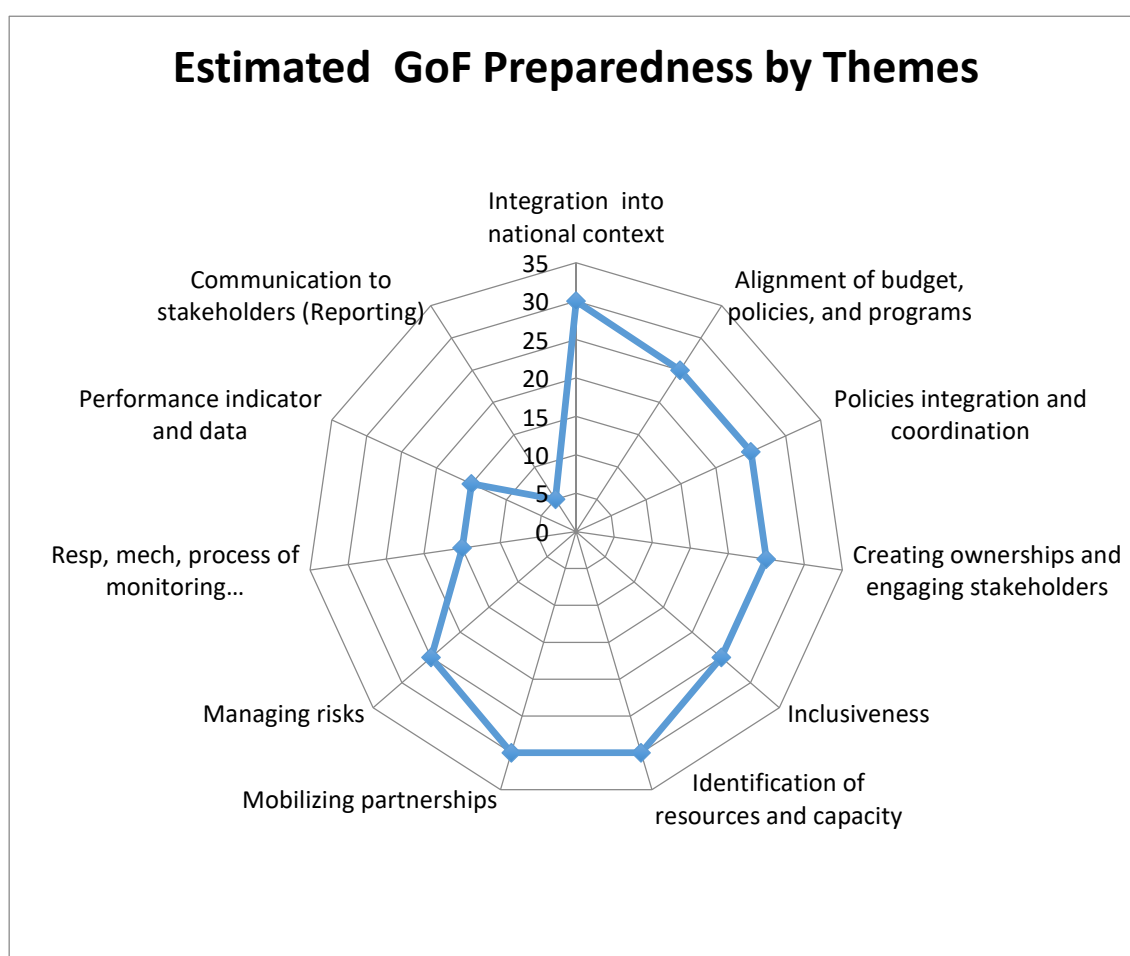 Estimated  GoF Preparedness by Themes
Integration  into
national context
35
30
25
20
15
10
5
0
Alignment of budget,
policies, and programs
Policies integration and
coordination
Creating ownerships and
engaging stakeholders
Inclusiveness
Identification of
resources and capacity
Mobilizing partnerships
Managing risks
Resp, mech, process of
monitoring…
Performance indicator
and data
Communication to
stakeholders (Reporting)